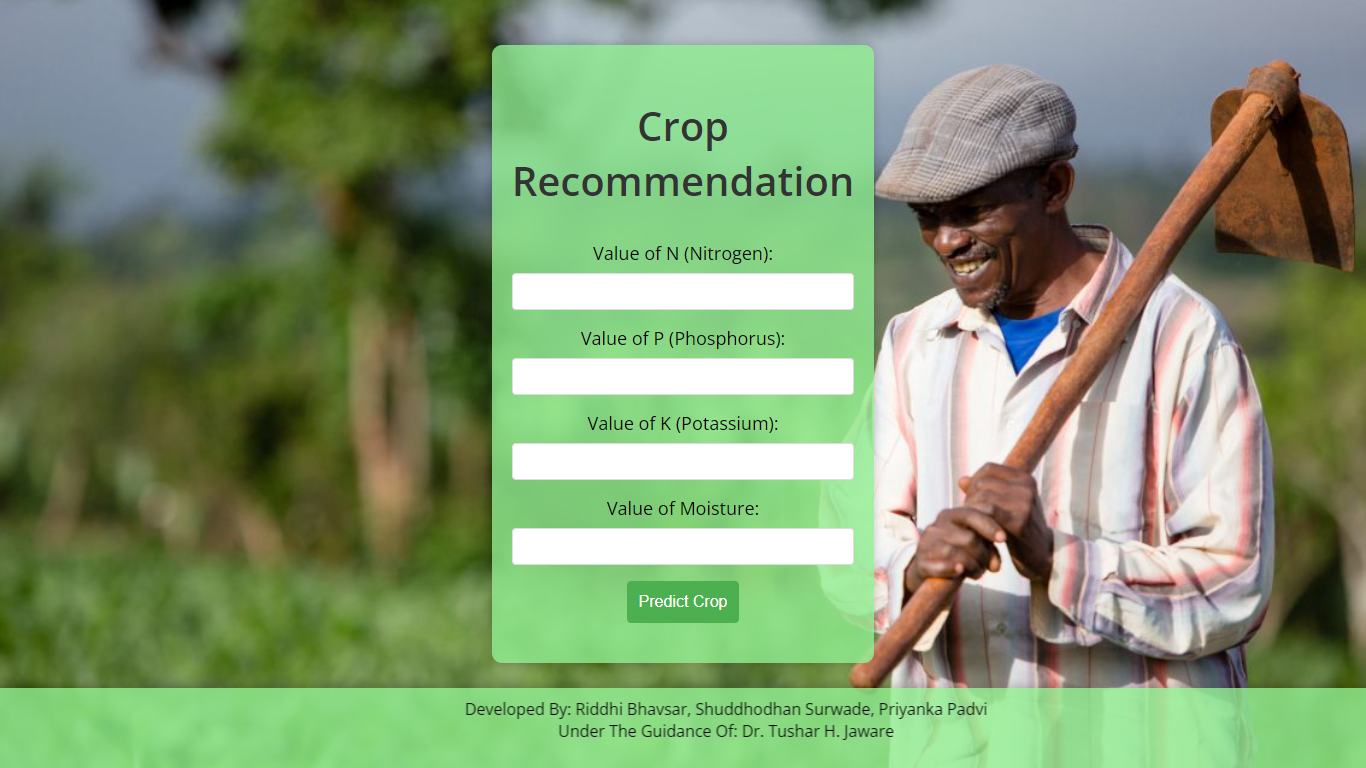 Crop
Recommendation
Value of N (Nitrogen):
Value of P (Phosphorus):
Value of K (Potassium):
Value of Moisture:
Predict Crop
Developed By: Riddhi Bhavsar, Shuddhodhan Surwade, Priyanka Padvi
Under The Guidance Of: Dr. Tushar H. Jaware